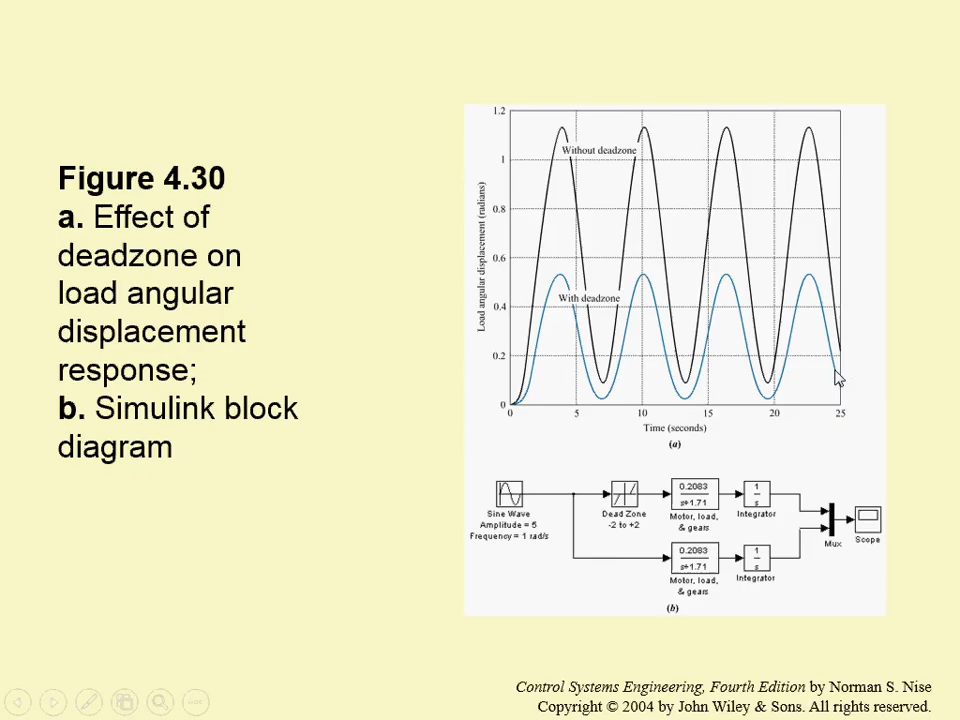 Figure 4.30
a. Effect of
deadzone on
load angular
displacement
response;
b. Simulink block
diagram
1.2
1
0.8
0.6
0.4
0.2
0
Load angular displacement (radians)
Without deadzone
With deadzone
0 5 10 15 20 25
Time (seconds)
(a)
Sine Wave
Amplitude = 5
Frequency = 1 rad/s
Dead Zone
-2 to +2
0.2083
s+1.71
Motor, load,
& gears
1
s
Integrator
Mux
Scope
0.2083
s+1.71
Motor, load,
& gears
1
s
Integrator
(b)
Control Systems Engineering, Fourth Edition by Norman S. Nise
Copyright © 2004 by John Wiley & Sons. All rights reserved.